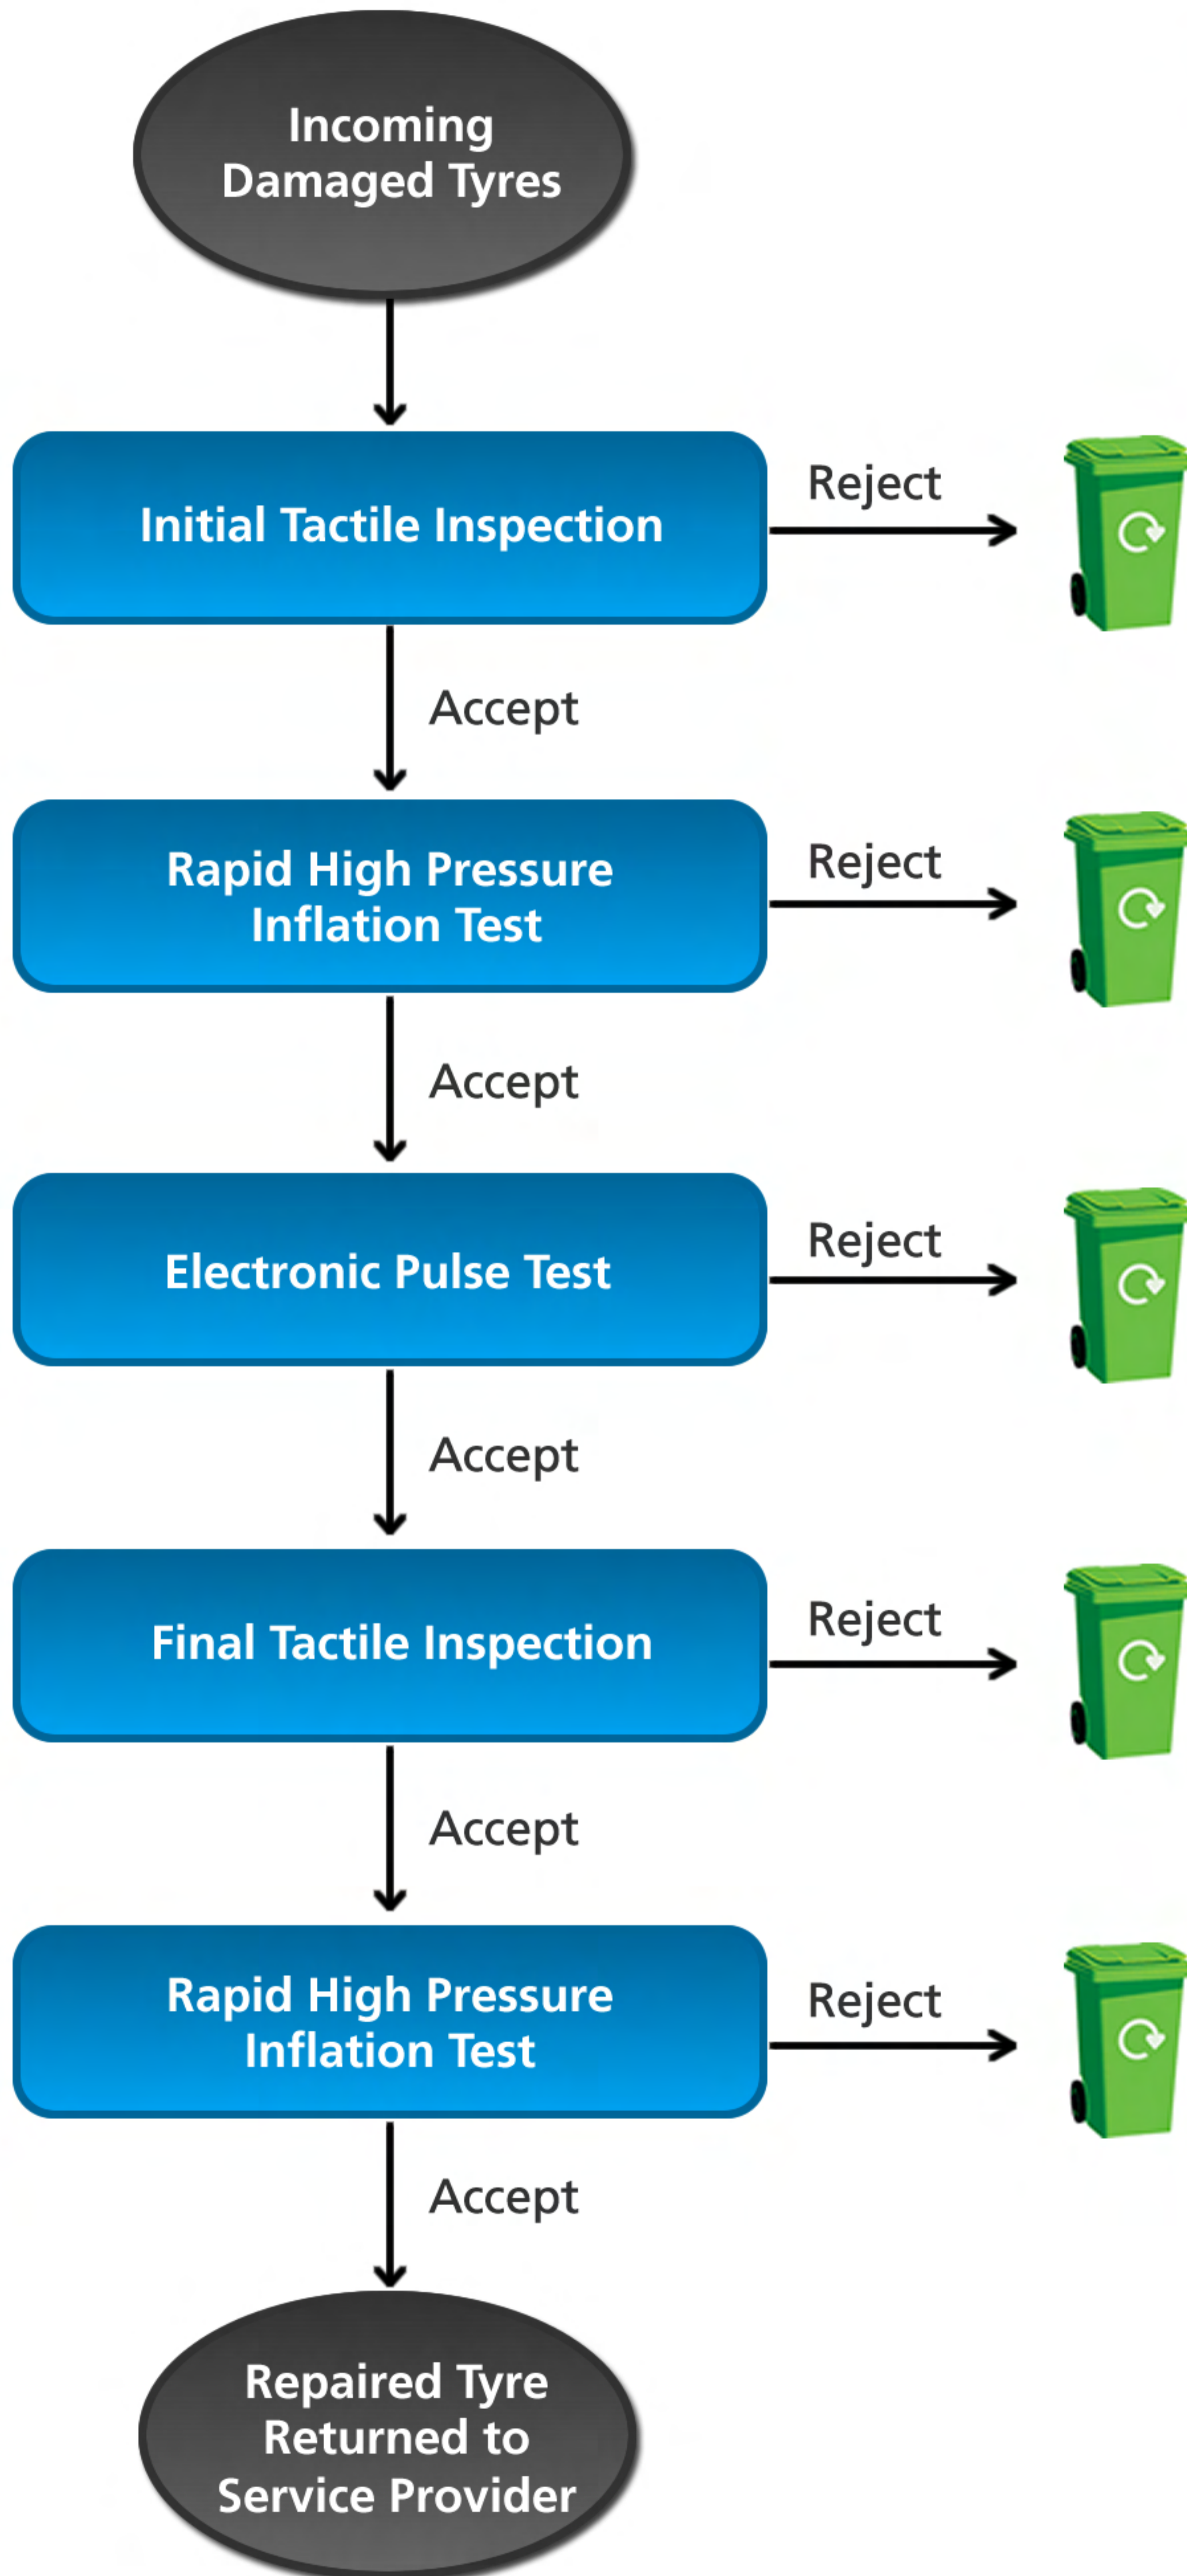 Incoming
Damaged Tyres
Initial Tactile Inspection
Reject
Accept
Rapid High Pressure
Inflation Test
Reject
Accept
Electronic Pulse Test
Reject
Accept
Final Tactile Inspection
Reject
Accept
Rapid High Pressure
Inflation Test
Reject
Accept
Repaired Tyre
Returned to
Service Provider